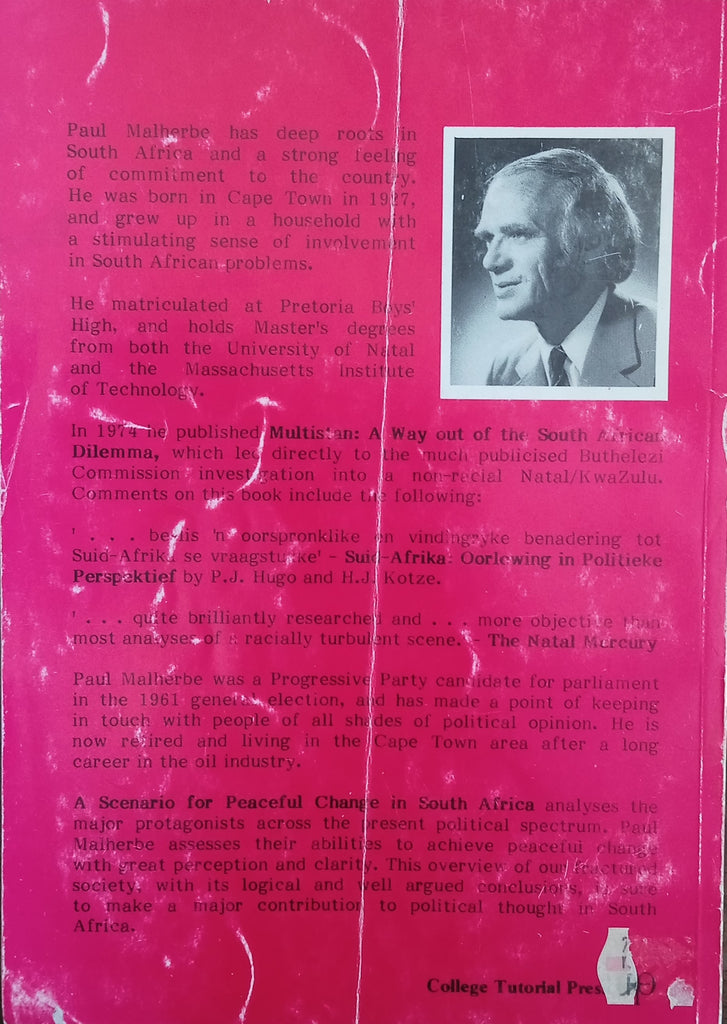 Paul Malherbe has deep roots in
South Africa and a strong feeling
of commitment to the country.
He was born in Cape Town in 1927,
and grew up in a household with
a stimulating sense of involvement
in South African problems.
He matriculated at Pretoria Boys'
High, and holds Master's degrees
from both the University of Natal
and the Massachusetts Institute
of Technology.
In 1974 he published Multistan: A Way out of the South African
Dilemma, which led directly to the much publicised Buthelezi
Commission investigation into a non-racial Natal/KwaZulu.
Comments on this book include the following:
' . . . beslis 'n oorspronklike en vindingryke benadering tot
Suid-Afrika se vraagstukke' - Suid-Afrika: Oorlewing in Politieke
Perspektief by P.J. Hugo and H.J. Kotze.
' . . . quite brilliantly researched and . . . more objective than
most analyses of a racially turbulent scene. - The Natal Mercury
Paul Malherbe was a Progressive Party candidate for parliament
in the 1961 general election, and has made a point of keeping
in touch with people of all shades of political opinion. He is
now retired and living in the Cape Town area after a long
career in the oil industry.
A Scenario for Peaceful Change in South Africa analyses the
major protagonists across the present political spectrum. Paul
Malherbe assesses their abilities to achieve peaceful change
with great perception and clarity. This overview of our fractured
society, with its logical and well argued conclusions, is sure
to make a major contribution to political thought in South
Africa.
College Tutorial Press